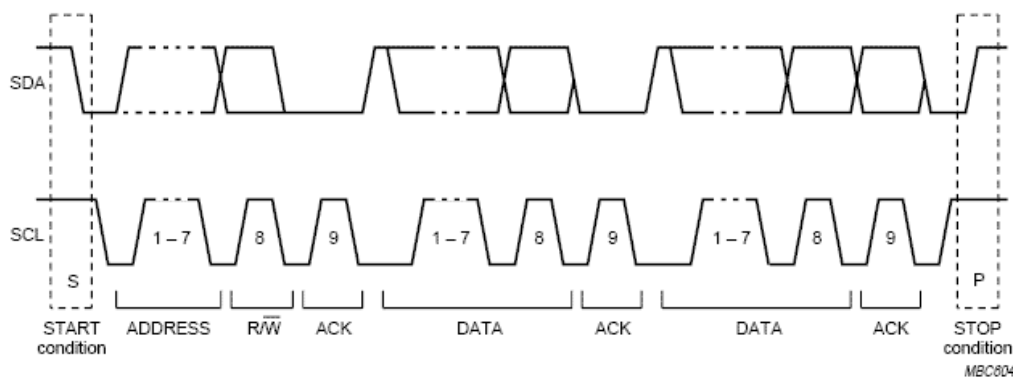 SDA
SCL
1 – 7 8 9 1 – 7 8 9 1 – 7 8 9
S P
START condition ADDRESS R/W̅ ACK DATA ACK DATA ACK STOP condition
MBC604